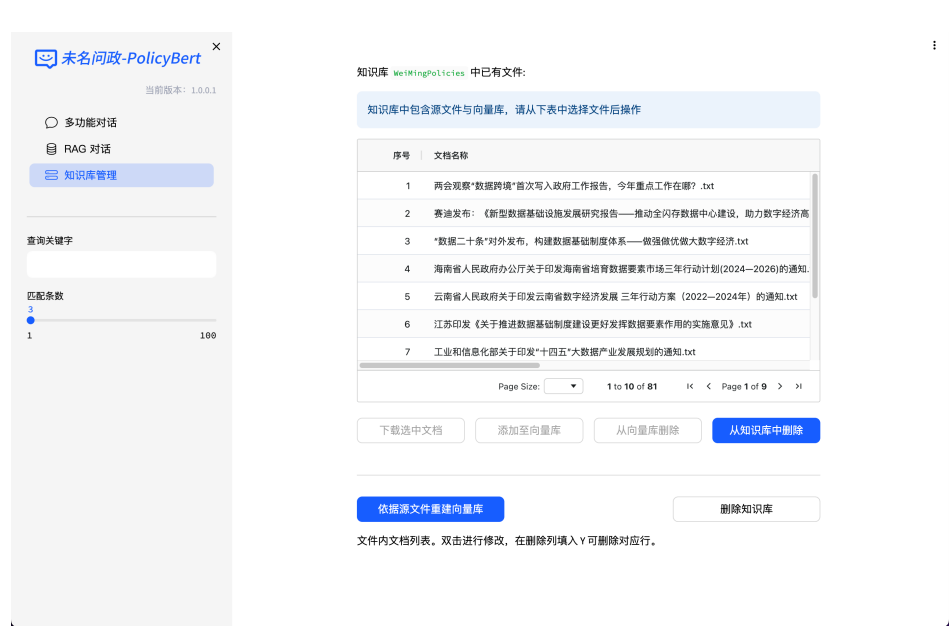 未名问政-PolicyBert
当前版本：1.0.0.1
多功能对话
RAG 对话
知识库管理
查询关键字
匹配条数
3
1 100
知识库 WeiMingPolicies 中已有文件:
知识库中包含源文件与向量库，请从下表中选择文件后操作
序号 文档名称
1 两会观察“数据跨境”首次写入政府工作报告，今年重点工作在哪？.txt
2 赛迪发布：《新型数据基础设施发展研究报告——推动全闪存数据中心建设，助力数字经济高
3 “数据二十条”对外发布，构建数据基础制度体系——做强做优做大数字经济.txt
4 海南省人民政府办公厅关于印发海南省培育数据要素市场三年行动计划(2024—2026)的通知.
5 云南省人民政府关于印发云南省数字经济发展 三年行动方案（2022—2024年）的通知.txt
6 江苏印发《关于推进数据基础制度建设更好发挥数据要素作用的实施意见》.txt
7 工业和信息化部关于印发“十四五”大数据产业发展规划的通知.txt
Page Size: 1 to 10 of 81 Page 1 of 9
下载选中文档 添加至向量库 从向量库删除 从知识库中删除
依据源文件重建向量库 删除知识库
文件内文档列表。双击进行修改，在删除列填入 Y 可删除对应行。